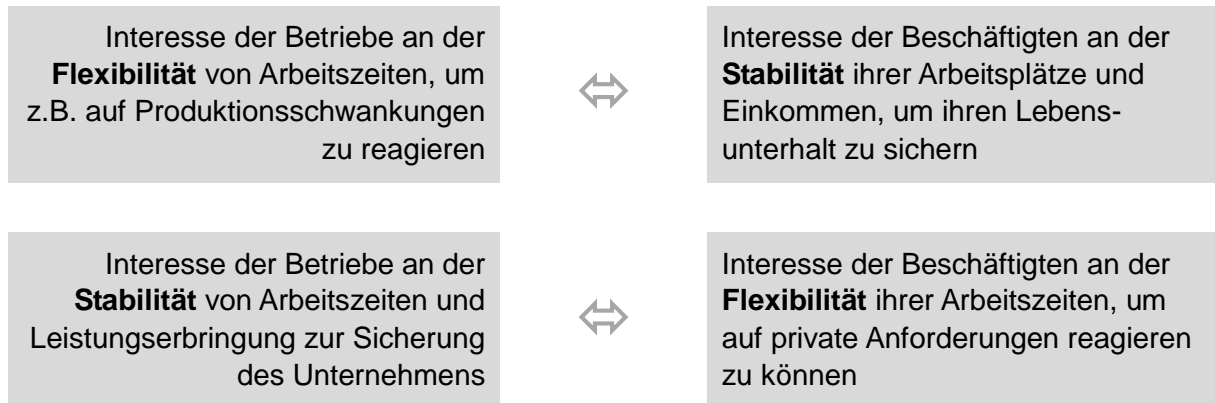 Interesse der Betriebe an der
Flexibilität von Arbeitszeiten, um
z.B. auf Produktionsschwankungen
zu reagieren
Interesse der Beschäftigten an der
Stabilität ihrer Arbeitsplätze und
Einkommen, um ihren Lebens-
unterhalt zu sichern
Interesse der Betriebe an der
Stabilität von Arbeitszeiten und
Leistungserbringung zur Sicherung
des Unternehmens
Interesse der Beschäftigten an der
Flexibilität ihrer Arbeitszeiten, um
auf private Anforderungen reagieren
zu können